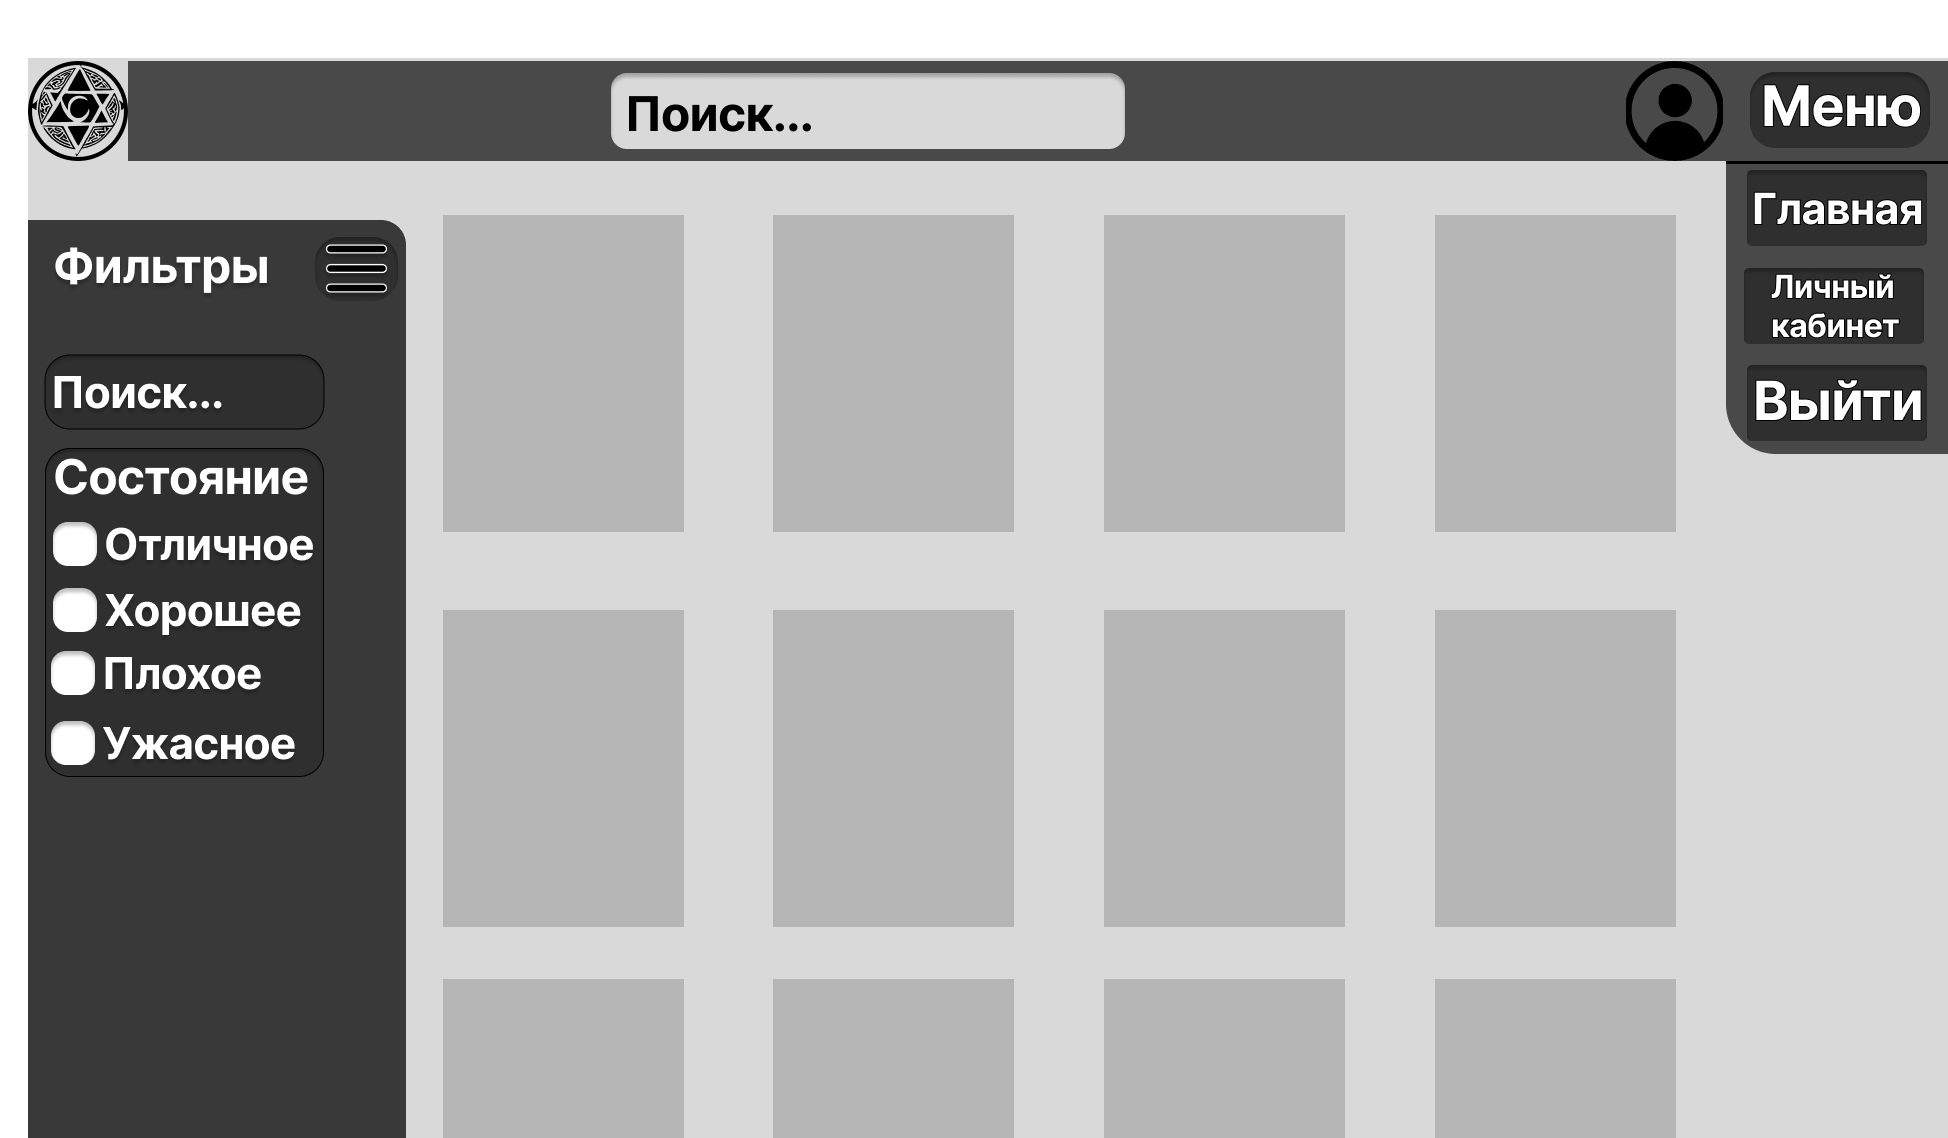 Поиск...
Меню
Главная
Личный
кабинет
Выйти
Фильтры
Поиск...
Состояние
Отличное
Хорошее
Плохое
Ужасное